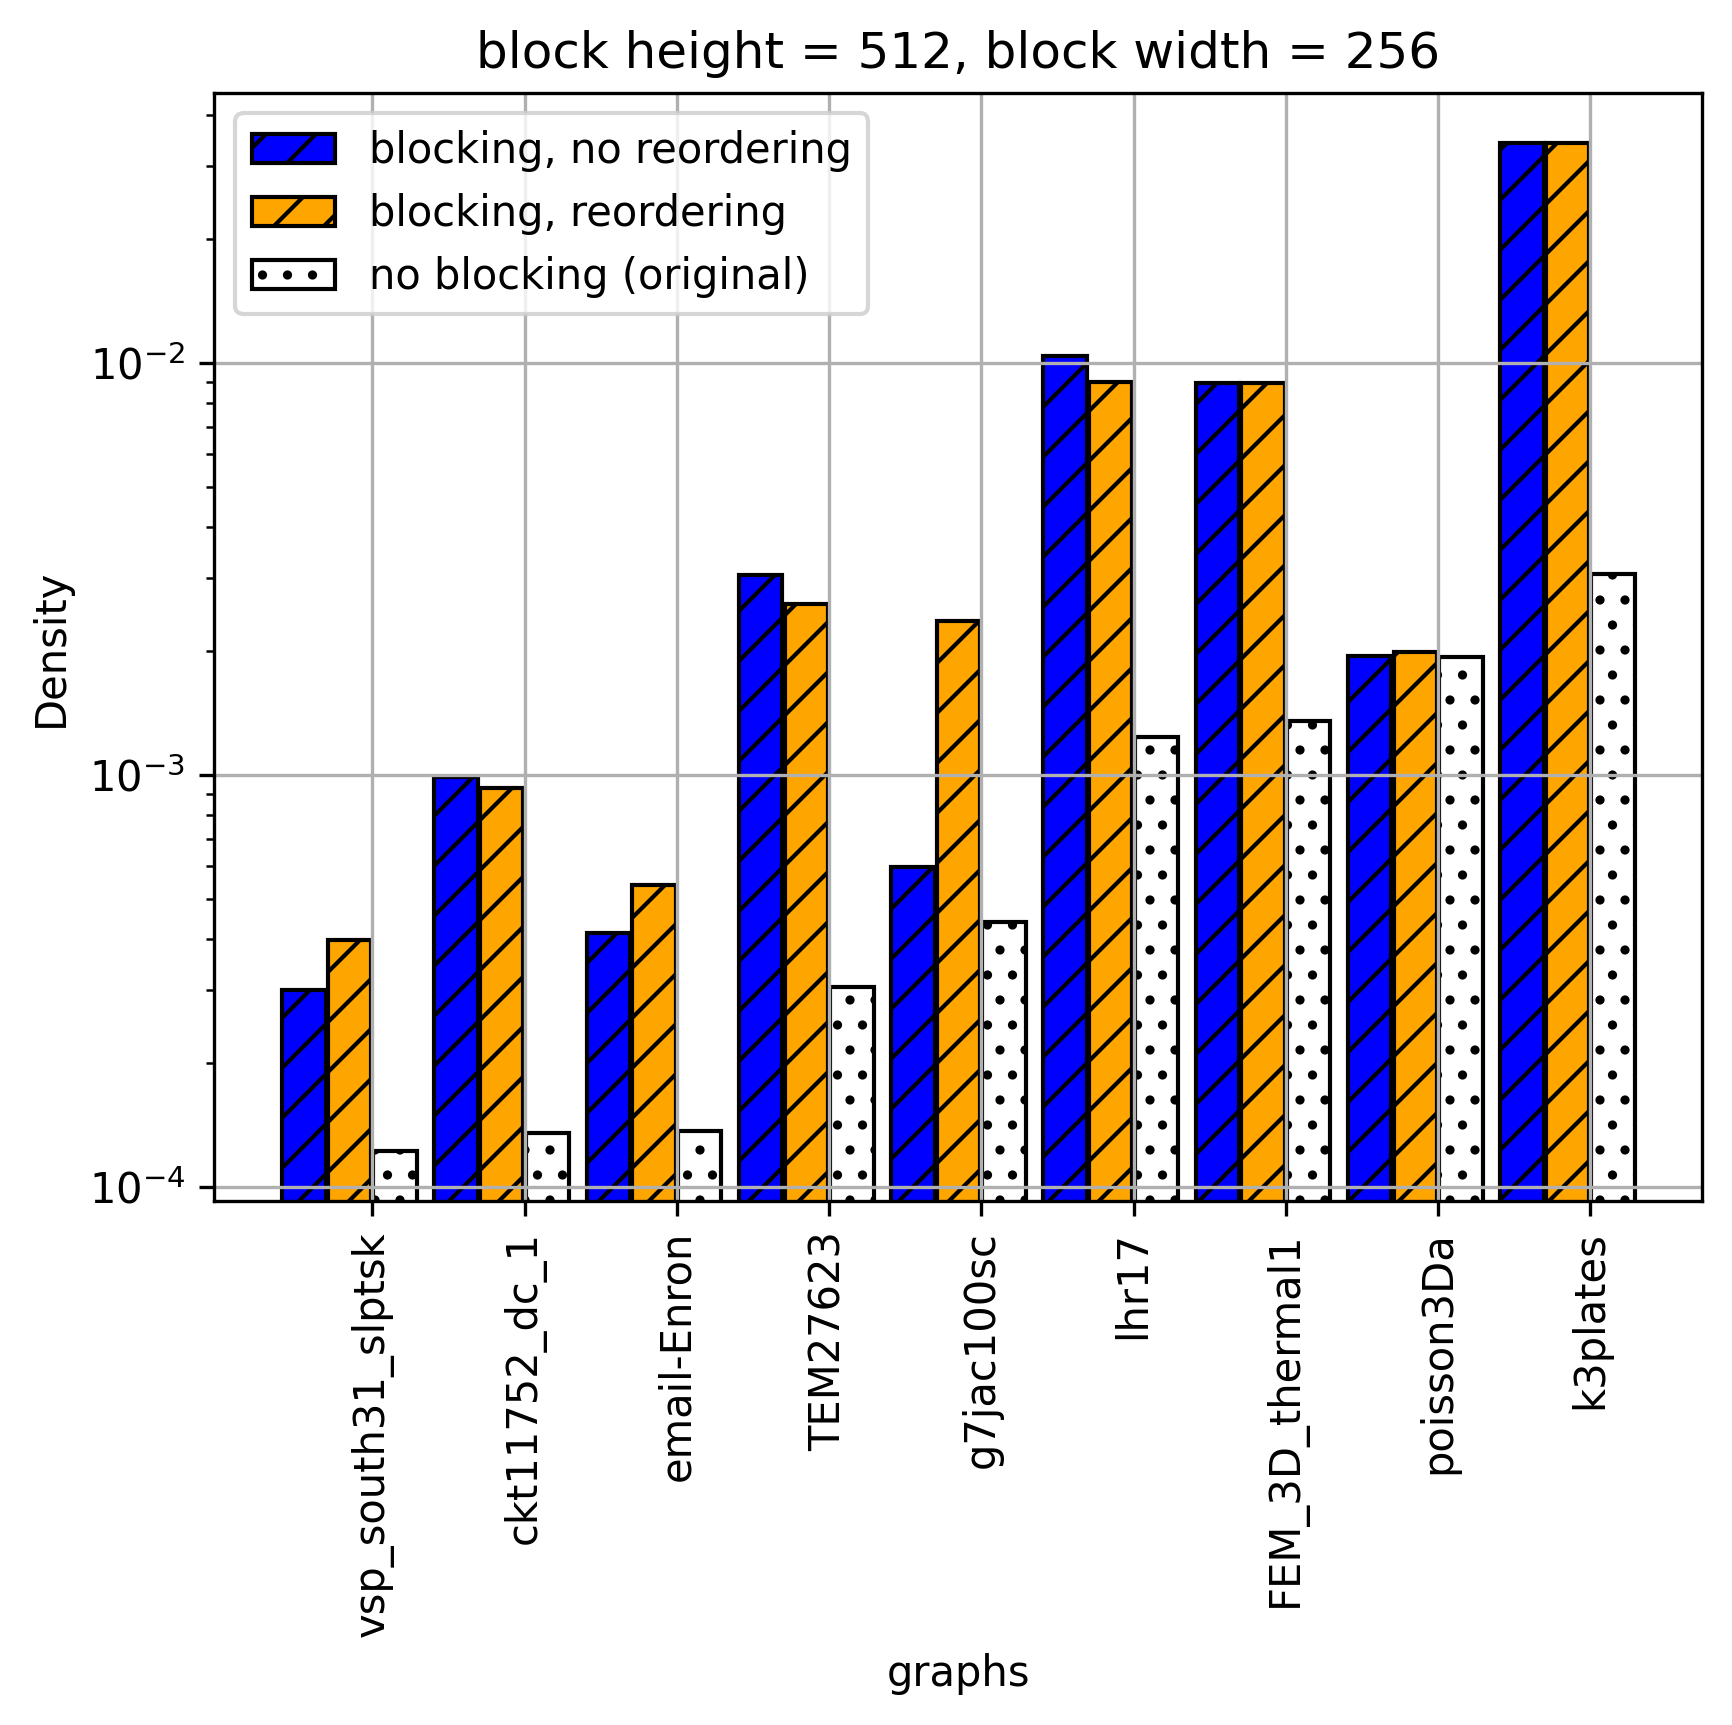 block height = 512, block width = 256
blocking, no reordering
blocking, reordering
no blocking (original)
10⁻²
10⁻³
10⁻⁴
Density
vsp_south31_slptsk
ckt11752_dc_1
email-Enron
TEM27623
g7jac100sc
lhr17
FEM_3D_thermal1
poisson3Da
k3plates
graphs